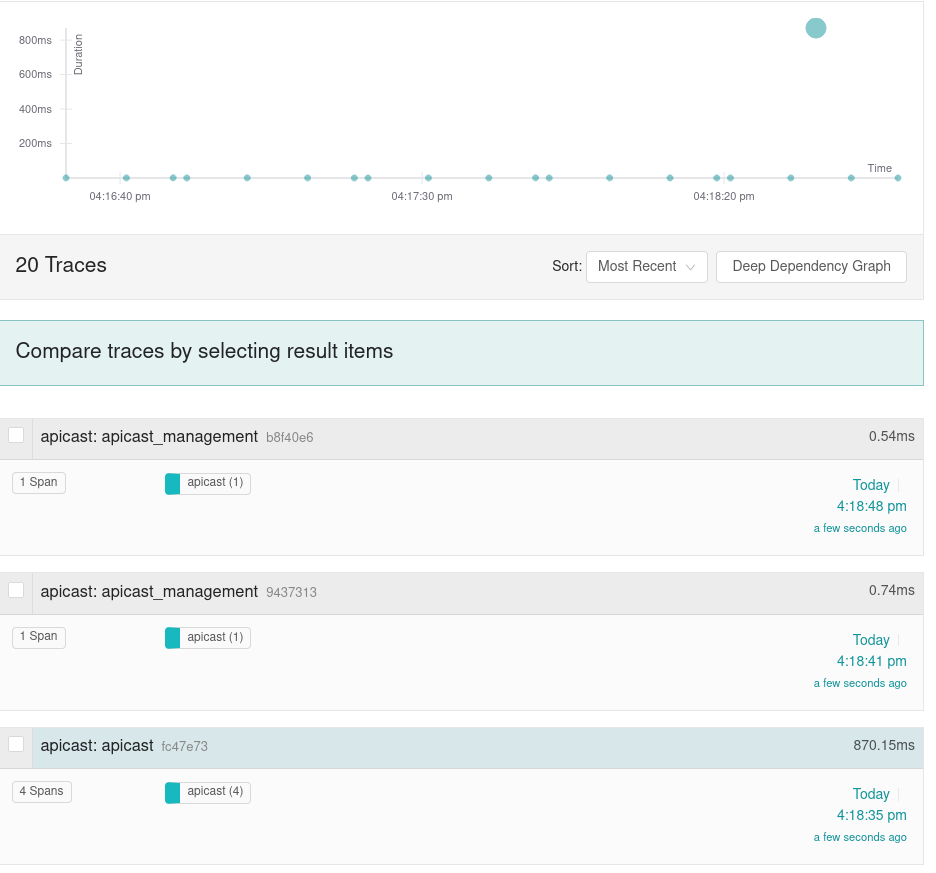 800ms
600ms
400ms
200ms
Duration
Time
04:16:40 pm 04:17:30 pm 04:18:20 pm
20 Traces
Sort: Most Recent Deep Dependency Graph
Compare traces by selecting result items
apicast: apicast_management b8f40e6 0.54ms
1 Span apicast (1) Today
4:18:48 pm
a few seconds ago
apicast: apicast_management 9437313 0.74ms
1 Span apicast (1) Today
4:18:41 pm
a few seconds ago
apicast: apicast fc47e73 870.15ms
4 Spans apicast (4) Today
4:18:35 pm
a few seconds ago